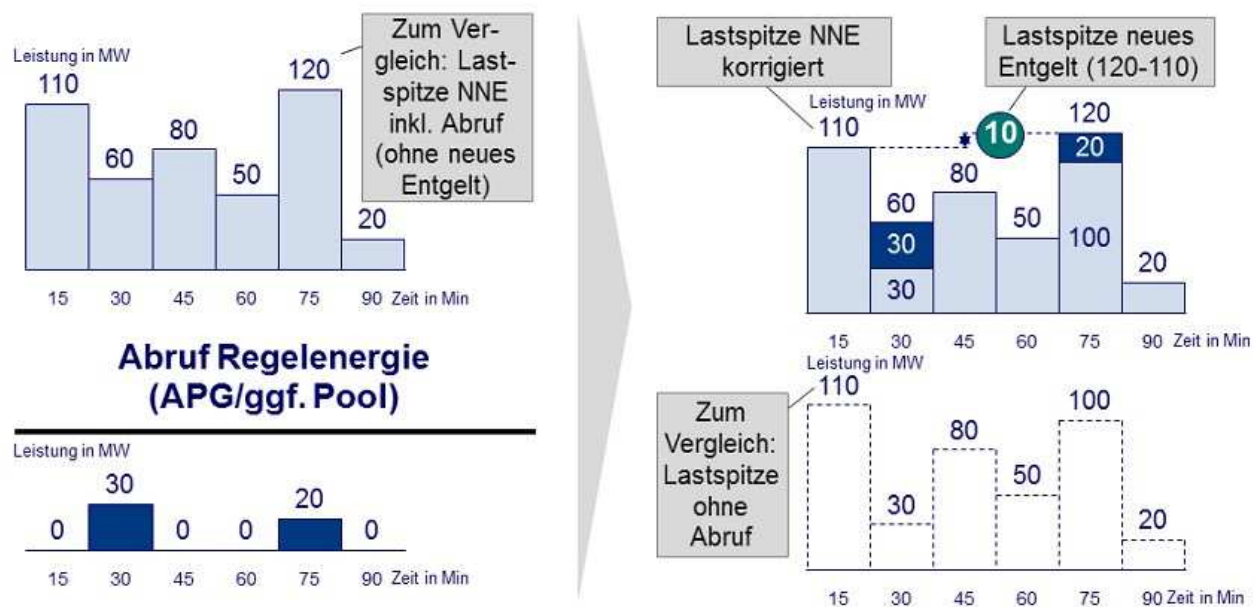 Zum Ver-
gleich: Last-
spitze NNE
inkl. Abruf
(ohne neues
Entgelt)
Leistung in MW
110
60
80
50
120
20
15 30 45 60 75 90 Zeit in Min
Abruf Regelenergie
(APG/ggf. Pool)
Leistung in MW
0 30 0 0 20 0
15 30 45 60 75 90 Zeit in Min
Lastspitze NNE
korrigiert
Lastspitze neues
Entgelt (120-110)
Leistung in MW
110
10
120
20
80
60
30
50
100
20
30
15 30 45 60 75 90 Zeit in Min
Zum
Vergleich:
Lastspitze
ohne
Abruf
Leistung in MW
110
30
80
50
100
20
15 30 45 60 75 90 Zeit in Min